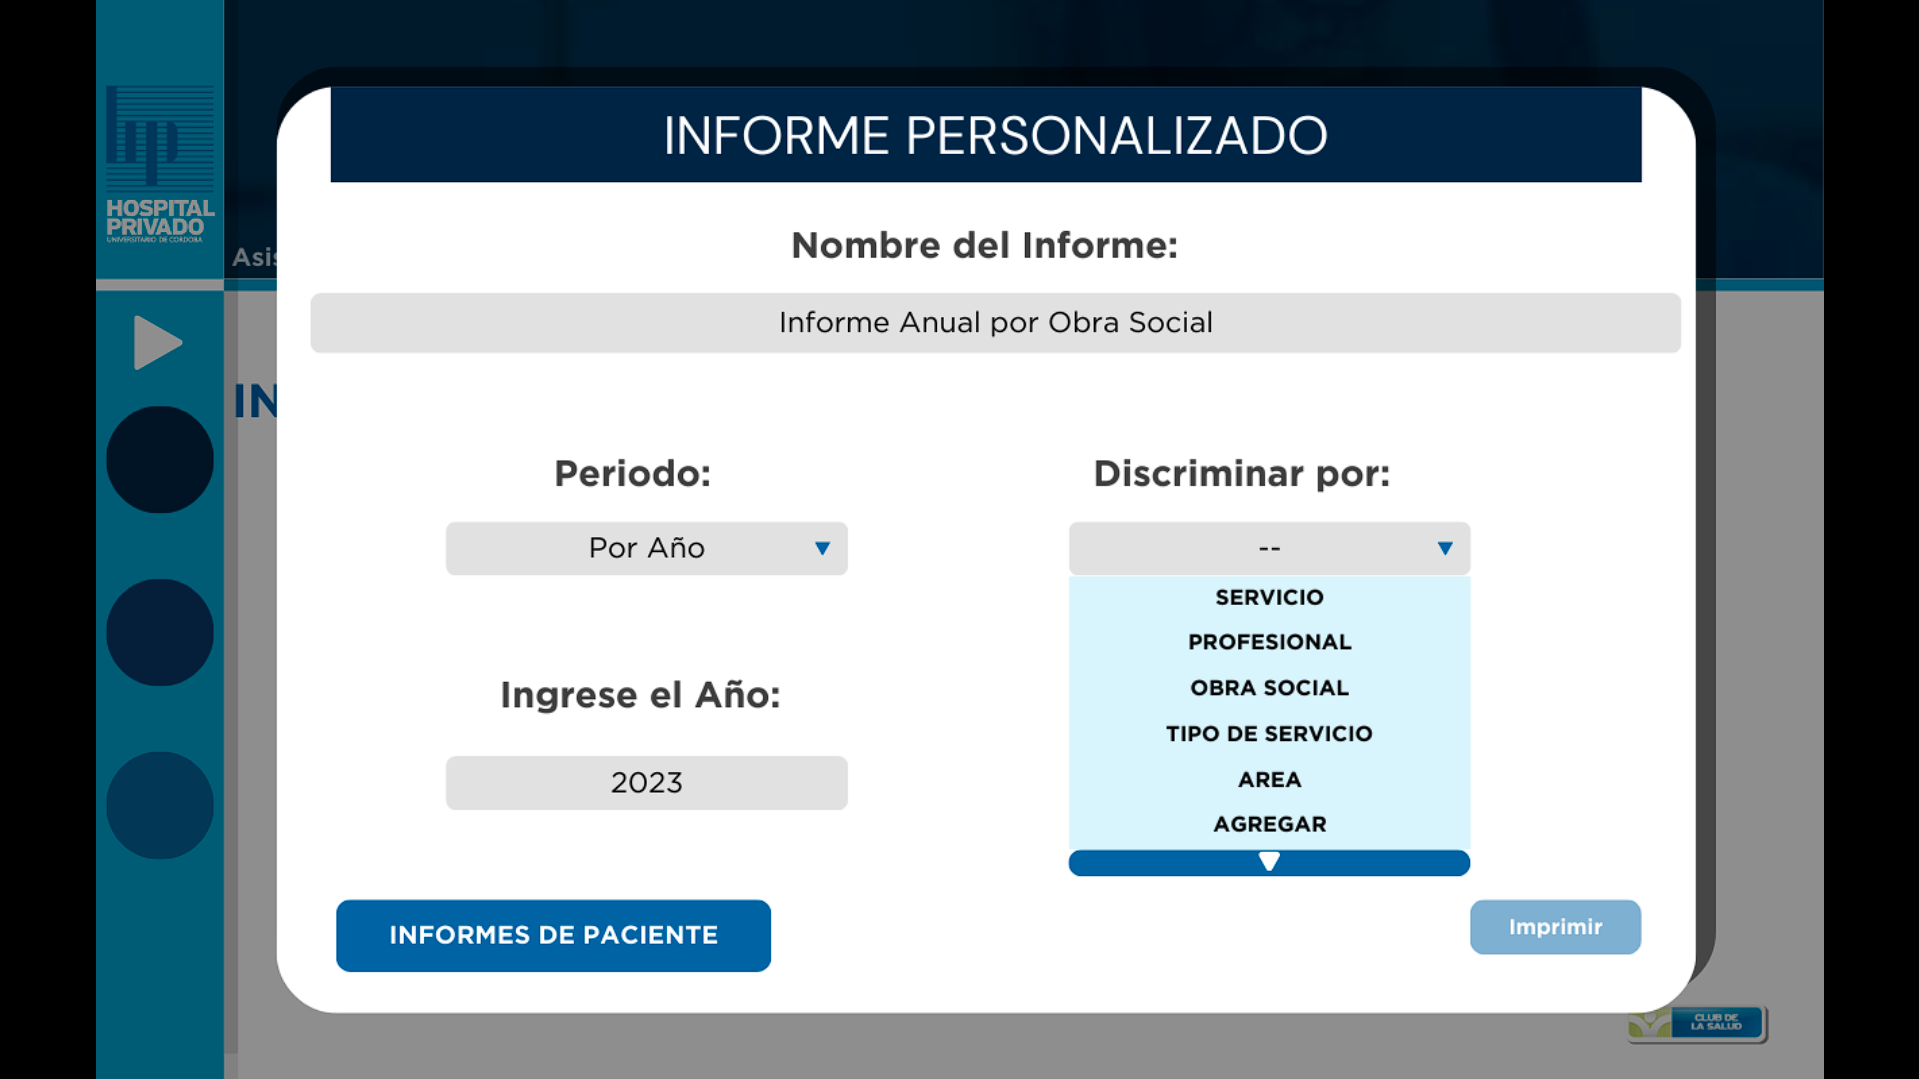 HOSPITAL
PRIVADO
UNIVERSITARIO DE CÓRDOBA
Asis
IN
INFORME PERSONALIZADO
Nombre del Informe:
Informe Anual por Obra Social
Periodo:
Por Año
Ingrese el Año:
2023
Discriminar por:
--
SERVICIO
PROFESIONAL
OBRA SOCIAL
TIPO DE SERVICIO
AREA
AGREGAR
INFORMES DE PACIENTE
Imprimir
CLUB DE
LA SALUD